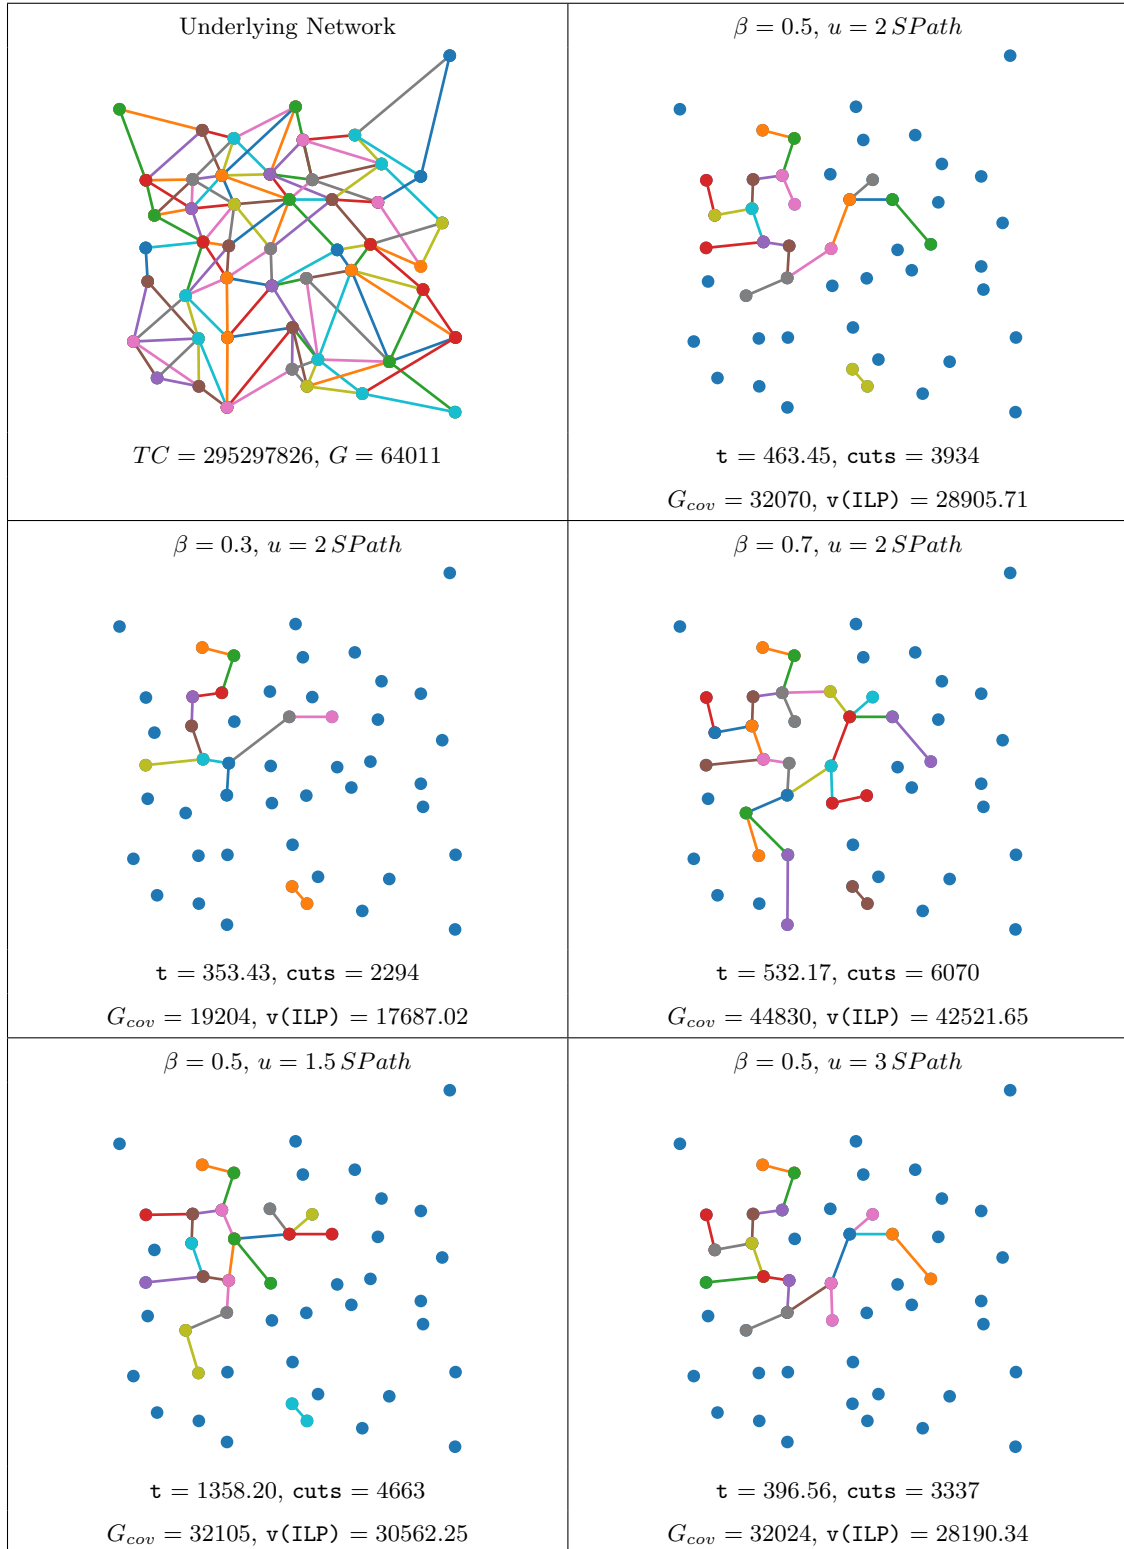 Underlying Network
TC = 295297826, G = 64011
β = 0.5, u = 2 SPath
t = 463.45, cuts = 3934
G_cov = 32070, v(ILP) = 28905.71
β = 0.3, u = 2 SPath
t = 353.43, cuts = 2294
G_cov = 19204, v(ILP) = 17687.02
β = 0.7, u = 2 SPath
t = 532.17, cuts = 6070
G_cov = 44830, v(ILP) = 42521.65
β = 0.5, u = 1.5 SPath
t = 1358.20, cuts = 4663
G_cov = 32105, v(ILP) = 30562.25
β = 0.5, u = 3 SPath
t = 396.56, cuts = 3337
G_cov = 32024, v(ILP) = 28190.34